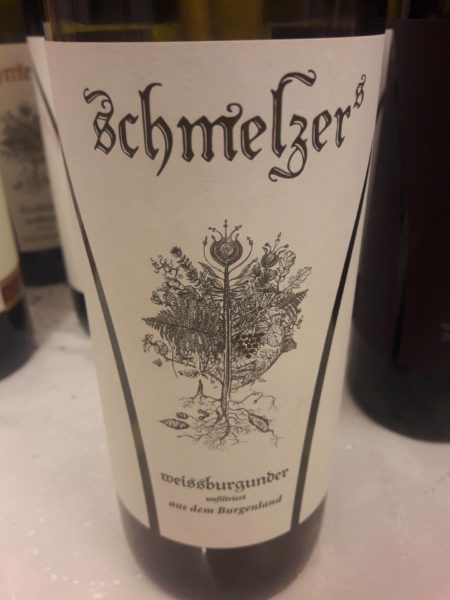 schmelzer^s
weissburgunder
unfiltriert
aus dem Burgenland